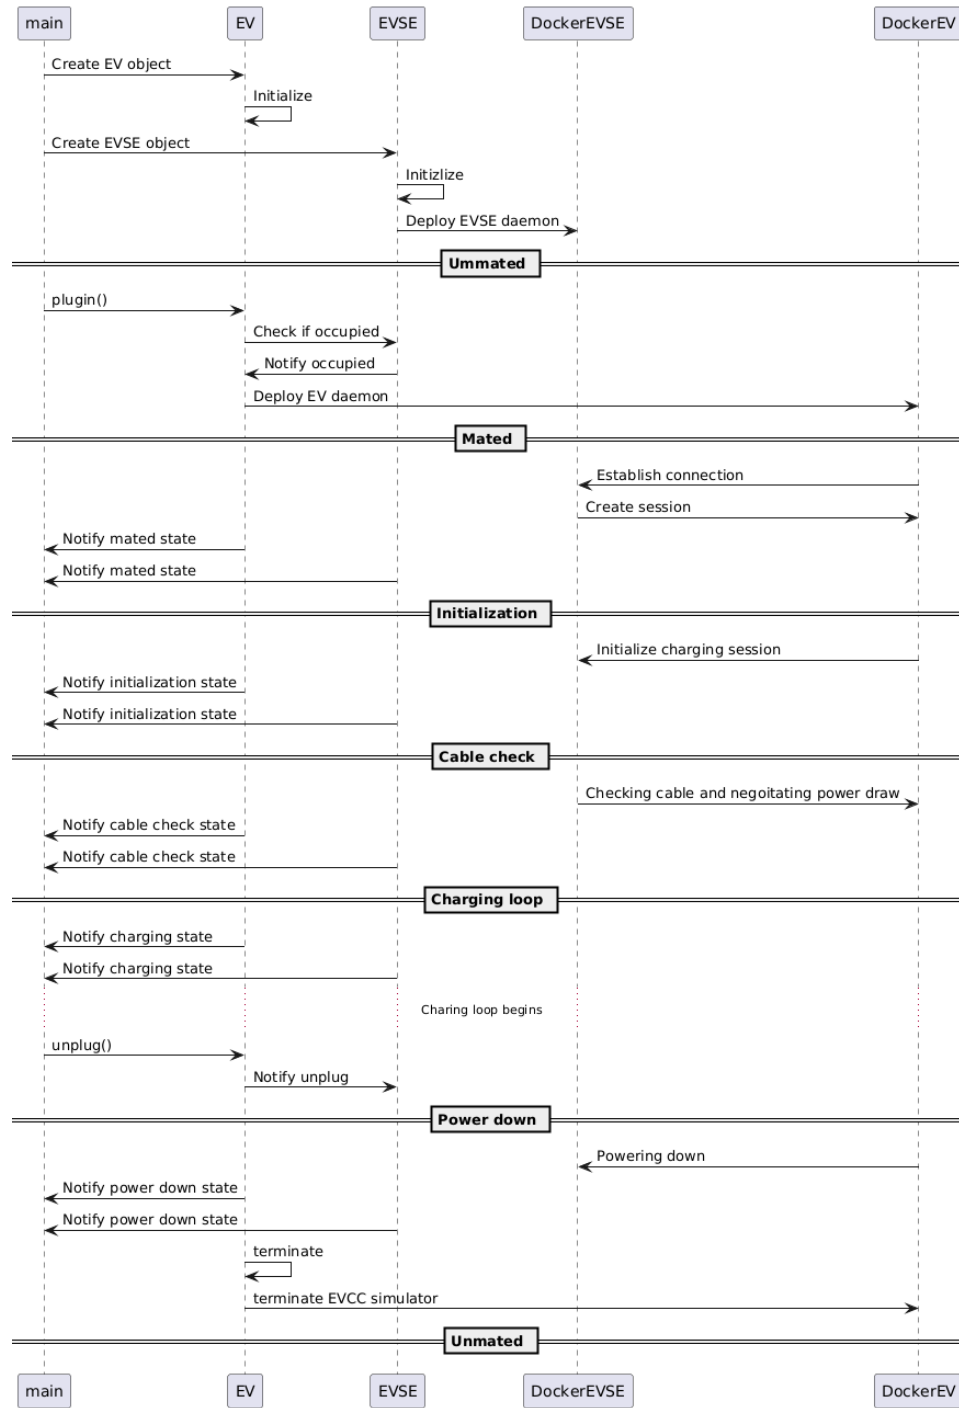 main EV EVSE DockerEVSE DockerEV
Create EV object
Initialize
Create EVSE object
Initizlize
Deploy EVSE daemon
Ummated
plugin()
Check if occupied
Notify occupied
Deploy EV daemon
Mated
Establish connection
Create session
Notify mated state
Notify mated state
Initialization
Initialize charging session
Notify initialization state
Notify initialization state
Cable check
Checking cable and negoitating power draw
Notify cable check state
Notify cable check state
Charging loop
Notify charging state
Notify charging state
Charing loop begins
unplug()
Notify unplug
Power down
Powering down
Notify power down state
Notify power down state
terminate
terminate EVCC simulator
Unmated
main EV EVSE DockerEVSE DockerEV